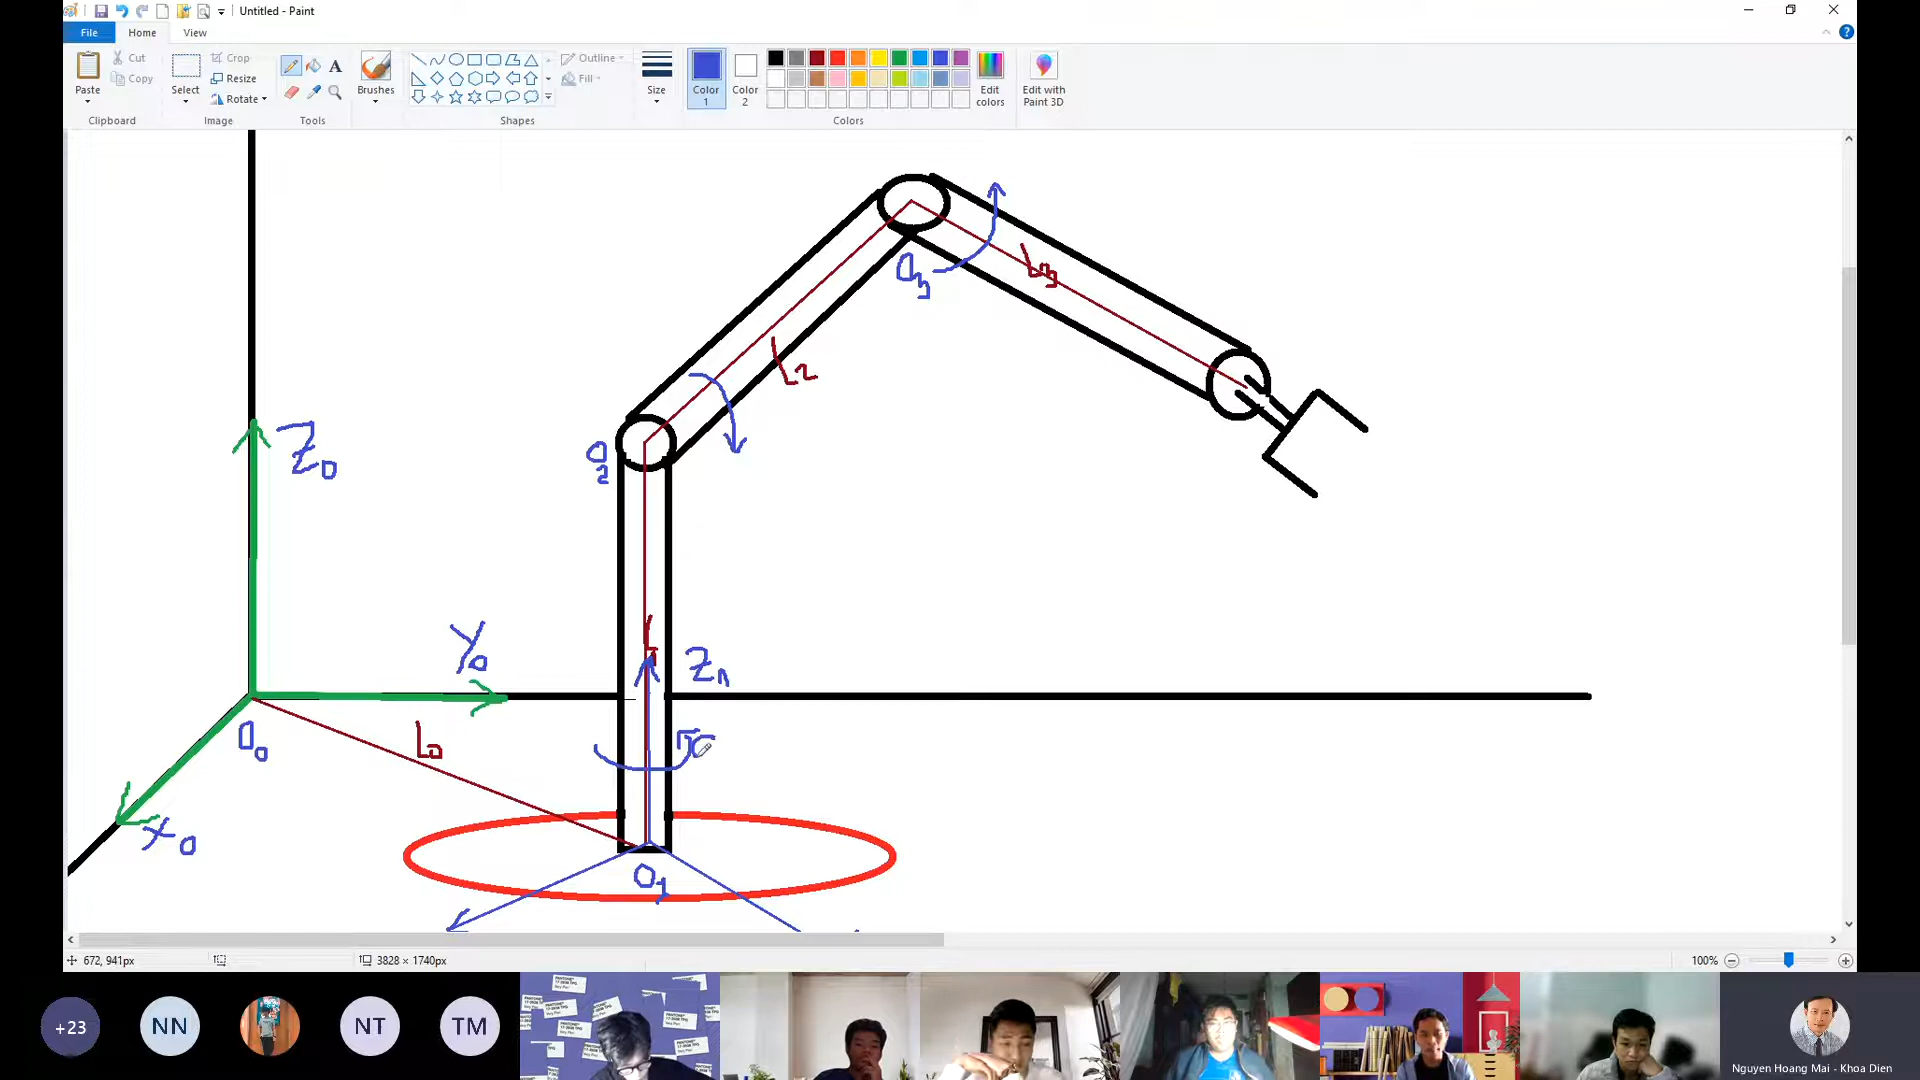 Untitled - Paint
File
Home
View
Paste
Cut
Copy
Clipboard
Select
Crop
Resize
Rotate
Image
A
Tools
Brushes
Shapes
Outline
Fill
Size
Color
1
Color
2
Edit
colors
Colors
Edit with
Paint 3D
O3
L3
L2
Z0
O2
Y0
L1
Z1
O0
L0
X0
O1
672, 941px
3828 × 1740px
100%
+23
NN
NT
TM
Nguyen Hoang Mai - Khoa Dien